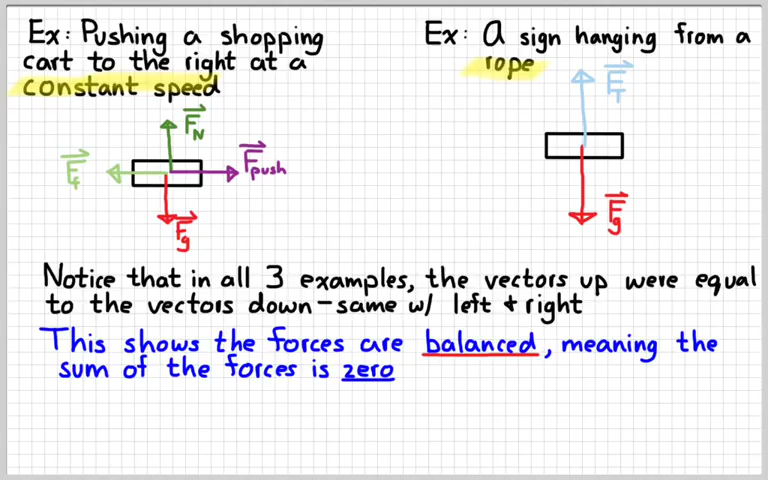 Ex: Pushing a shopping
cart to the right at a
constant speed
F_N
F_f
F_push
F_g
Ex: A sign hanging from a
rope
F_T
F_g
Notice that in all 3 examples, the vectors up were equal
to the vectors down - same w/ left + right
This shows the forces are balanced, meaning the
sum of the forces is zero